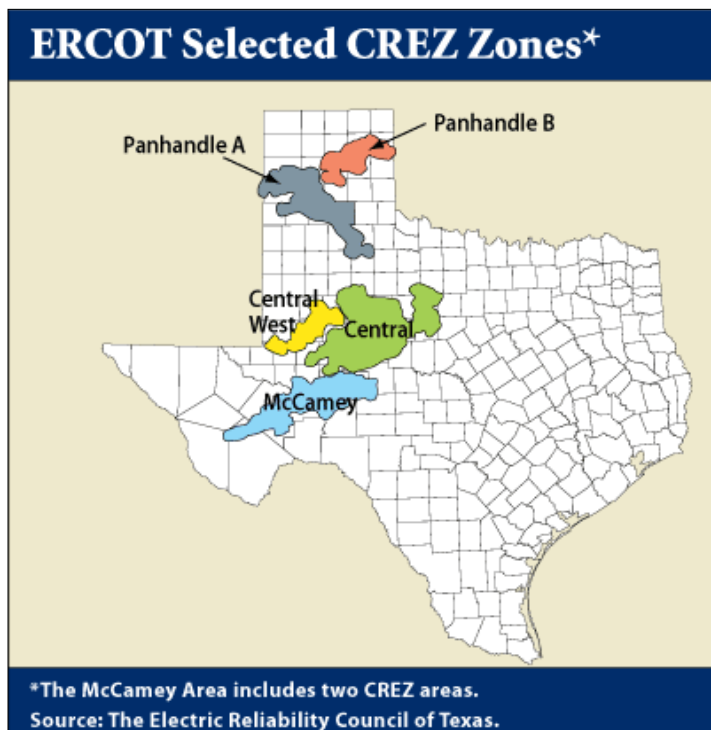 ERCOT Selected CREZ Zones*
Panhandle B
Panhandle A
Central
West
Central
McCamey
*The McCamey Area includes two CREZ areas.
Source: The Electric Reliability Council of Texas.